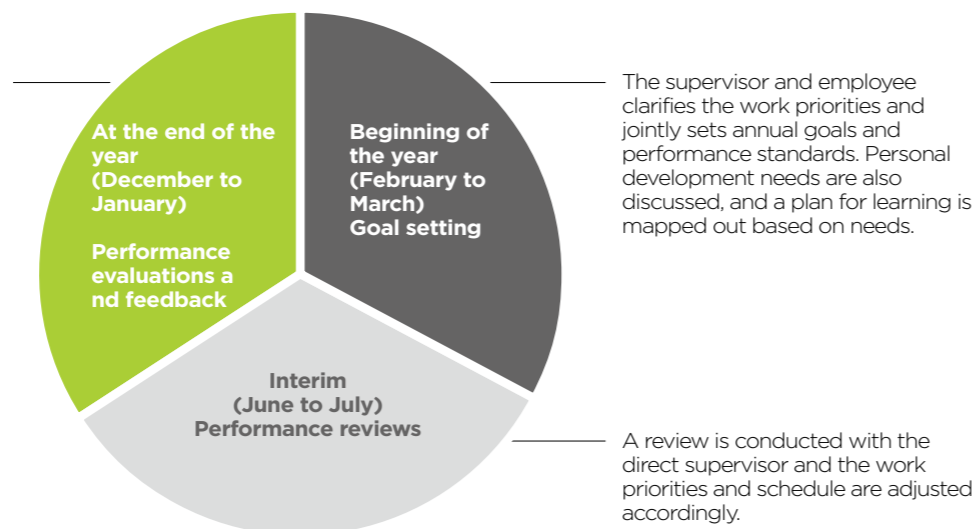 At the end of the
year
(December to
January)
Performance
evaluations a
nd feedback
Beginning of
the year
(February to
March)
Goal setting
The supervisor and employee
clarifies the work priorities and
jointly sets annual goals and
performance standards. Personal
development needs are also
discussed, and a plan for learning is
mapped out based on needs.
Interim
(June to July)
Performance reviews
A review is conducted with the
direct supervisor and the work
priorities and schedule are adjusted
accordingly.